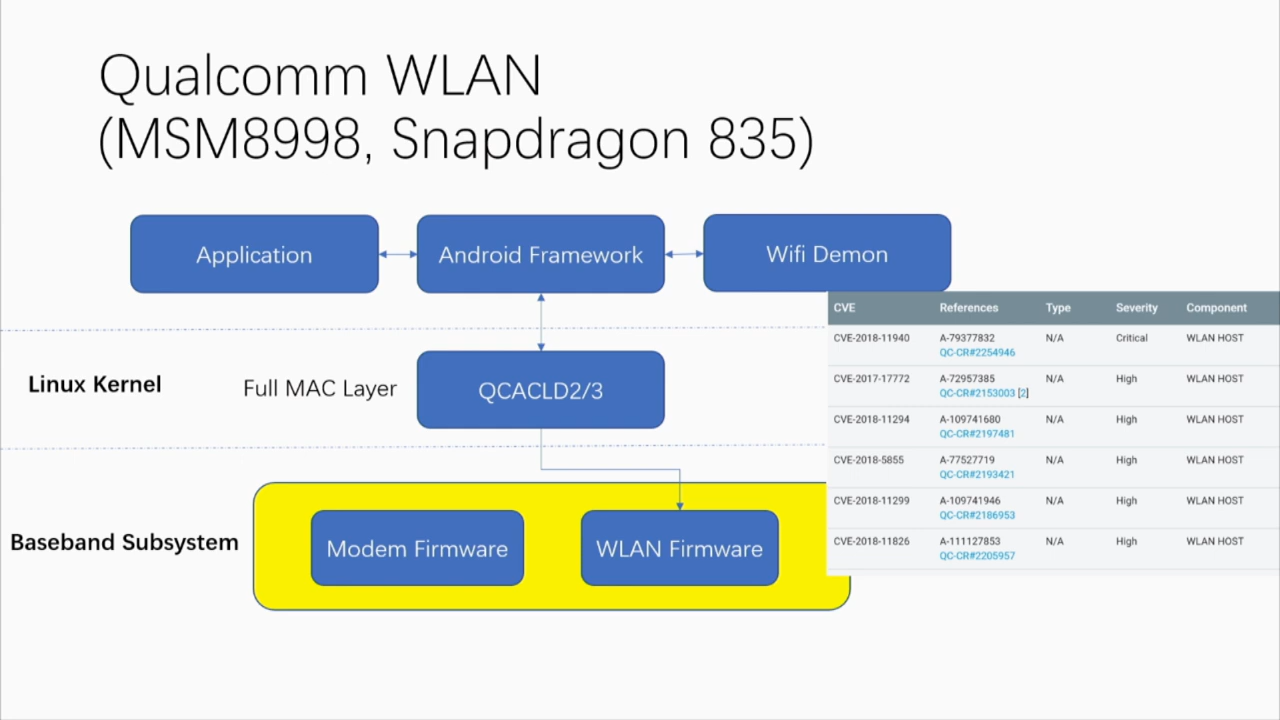 Qualcomm WLAN
(MSM8998, Snapdragon 835)
Application
Android Framework
Wifi Demon
Linux Kernel
Full MAC Layer
QCACLD2/3
Baseband Subsystem
Modem Firmware
WLAN Firmware
CVE References Type Severity Component
CVE-2018-11940 A-79377832 N/A Critical WLAN HOST
QC-CR#2254946
CVE-2017-17772 A-72957385 N/A High WLAN HOST
QC-CR#2153003 [2]
CVE-2018-11294 A-109741680 N/A High WLAN HOST
QC-CR#2197481
CVE-2018-5855 A-77527719 N/A High WLAN HOST
QC-CR#2193421
CVE-2018-11299 A-109741946 N/A High WLAN HOST
QC-CR#2186953
CVE-2018-11826 A-111127853 N/A High WLAN HOST
QC-CR#2205957